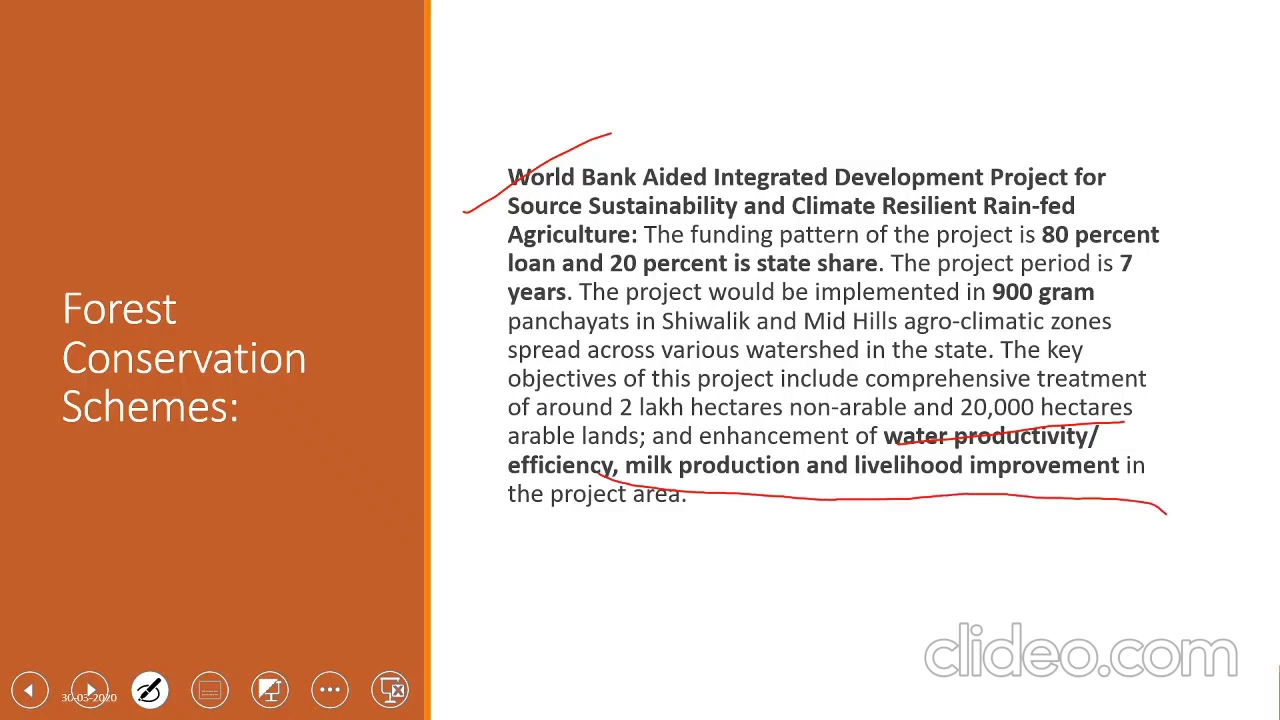 Forest
Conservation
Schemes:
World Bank Aided Integrated Development Project for
Source Sustainability and Climate Resilient Rain-fed
Agriculture: The funding pattern of the project is 80 percent
loan and 20 percent is state share. The project period is 7
years. The project would be implemented in 900 gram
panchayats in Shiwalik and Mid Hills agro-climatic zones
spread across various watershed in the state. The key
objectives of this project include comprehensive treatment
of around 2 lakh hectares non-arable and 20,000 hectares
arable lands; and enhancement of water productivity/
efficiency, milk production and livelihood improvement in
the project area.
30-03-2020
clideo.com